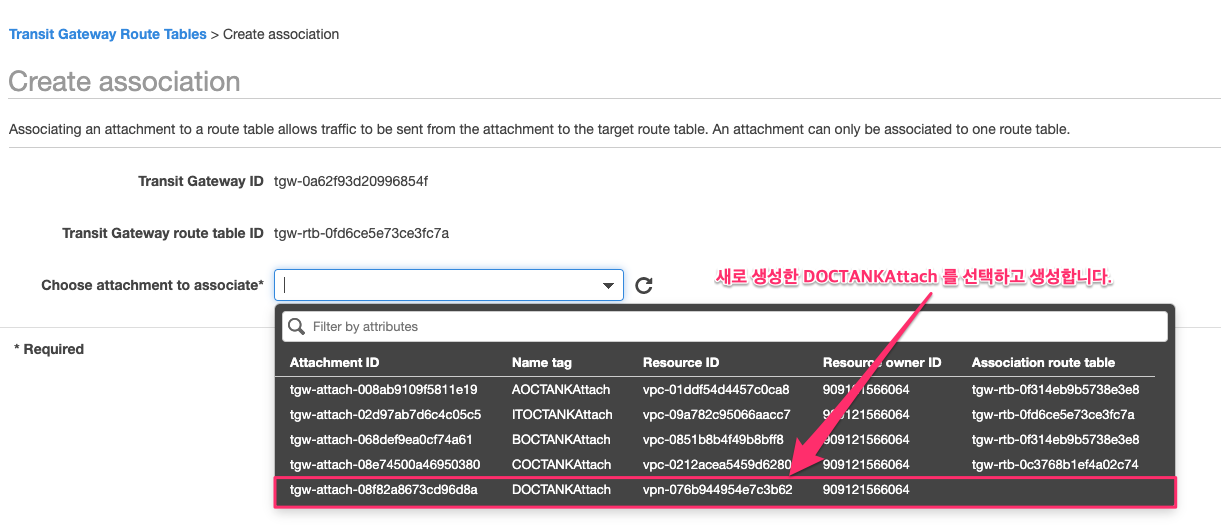 Transit Gateway Route Tables > Create association
Create association
Associating an attachment to a route table allows traffic to be sent from the attachment to the target route table. An attachment can only be associated to one route table.
Transit Gateway ID tgw-0a62f93d20996854f
Transit Gateway route table ID tgw-rtb-0fd6ce5e73ce3fc7a
Choose attachment to associate*
새로 생성한 DOCTANKAttach 를 선택하고 생성합니다.
Filter by attributes
* Required
Attachment ID Name tag Resource ID Resource owner ID Association route table
tgw-attach-008ab9109f5811e19 AOCTANKAttach vpc-01ddf54d4457c0ca8 909121566064 tgw-rtb-0f314eb9b5738e3e8
tgw-attach-02d97ab7d6c4c05c5 ITOCTANKAttach vpc-09a782c95066aacc7 909121566064 tgw-rtb-0fd6ce5e73ce3fc7a
tgw-attach-068def9ea0cf74a61 BOCTANKAttach vpc-0851b8b4f49b8bff8 909121566064 tgw-rtb-0f314eb9b5738e3e8
tgw-attach-08e74500a46950380 COCTANKAttach vpc-0212acea5459d6280 909121566064 tgw-rtb-0c3768b1ef4a02c74
tgw-attach-08f82a8673cd96d8a DOCTANKAttach vpn-076b944954e7c3b62 909121566064